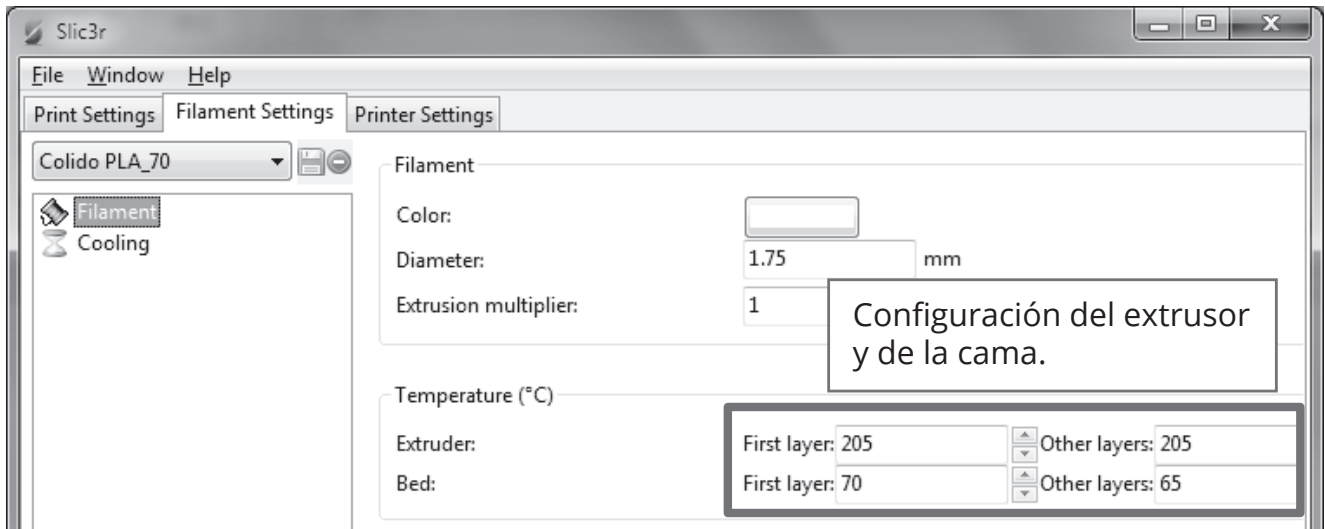 Slic3r
File Window Help
Print Settings Filament Settings Printer Settings
Colido PLA_70
Filament
Cooling
Filament
Color:
Diameter: 1.75 mm
Extrusion multiplier: 1
Configuración del extrusor
y de la cama.
Temperature (°C)
Extruder: First layer: 205 Other layers: 205
Bed: First layer: 70 Other layers: 65